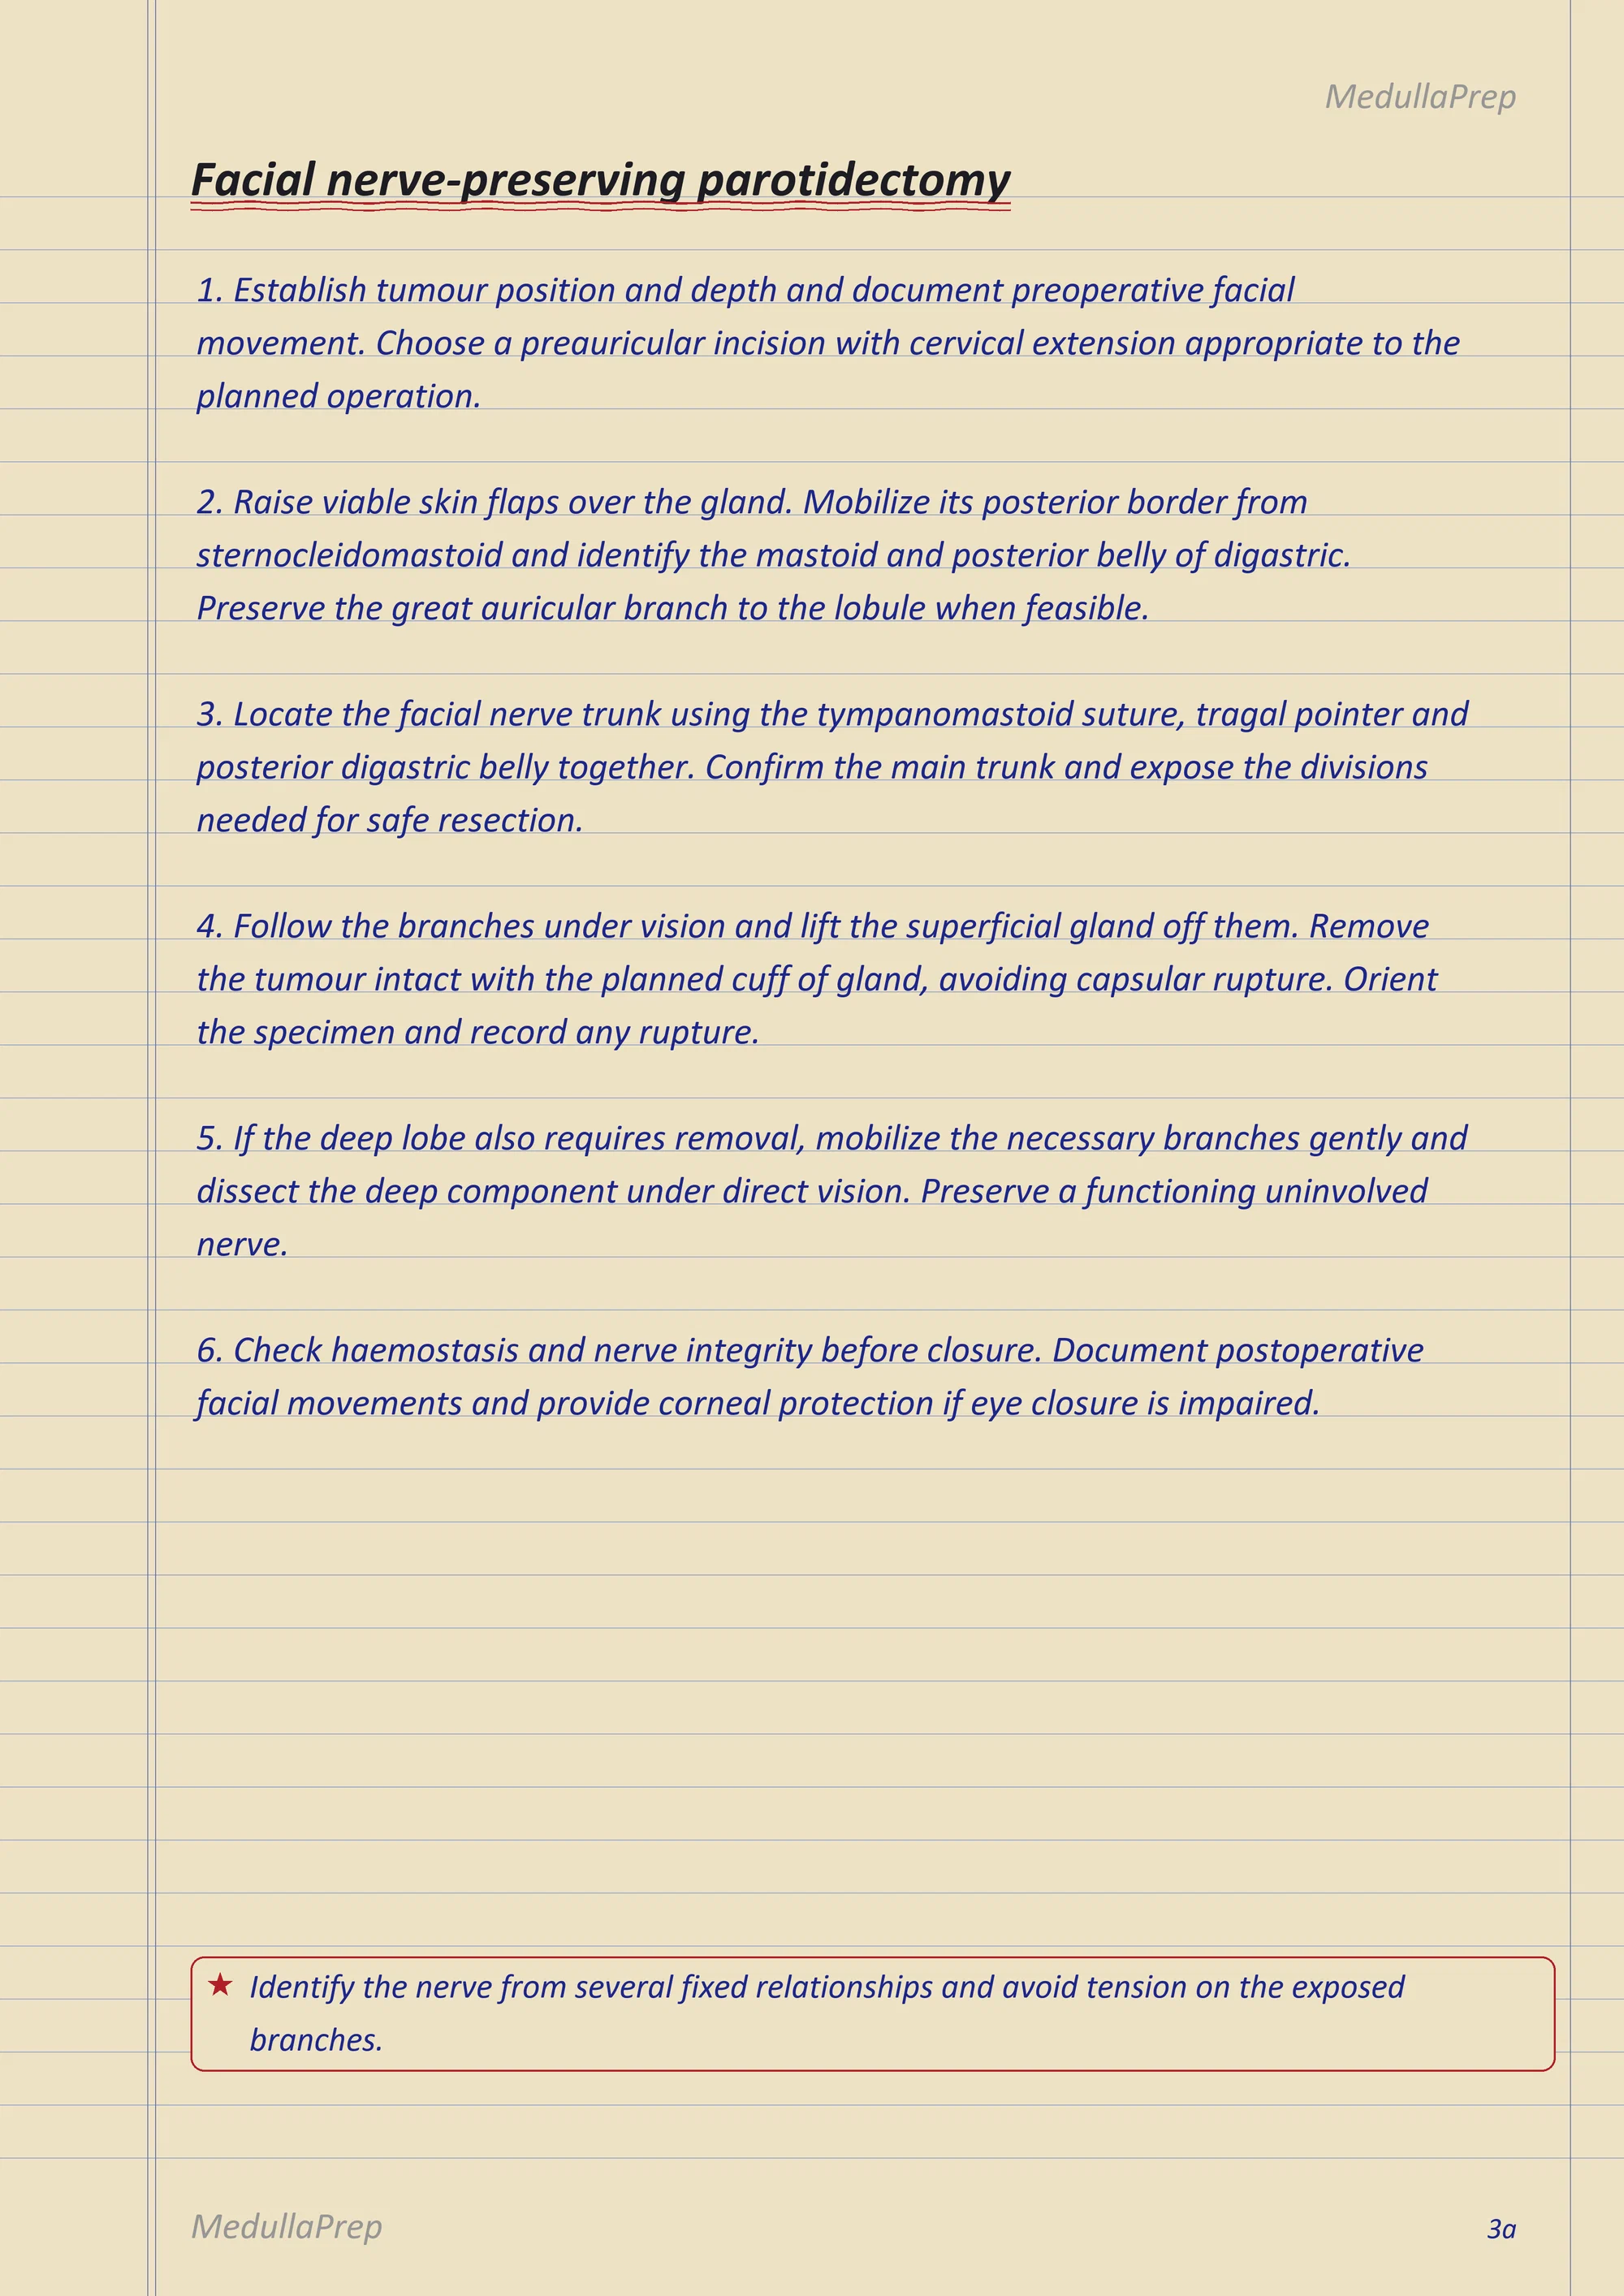 MedullaPrep
Facial nerve-preserving parotidectomy
1. Establish tumour position and depth and document preoperative facial
movement. Choose a preauricular incision with cervical extension appropriate to the
planned operation.
2. Raise viable skin flaps over the gland. Mobilize its posterior border from
sternocleidomastoid and identify the mastoid and posterior belly of digastric.
Preserve the great auricular branch to the lobule when feasible.
3. Locate the facial nerve trunk using the tympanomastoid suture, tragal pointer and
posterior digastric belly together. Confirm the main trunk and expose the divisions
needed for safe resection.
4. Follow the branches under vision and lift the superficial gland off them. Remove
the tumour intact with the planned cuff of gland, avoiding capsular rupture. Orient
the specimen and record any rupture.
5. If the deep lobe also requires removal, mobilize the necessary branches gently and
dissect the deep component under direct vision. Preserve a functioning uninvolved
nerve.
6. Check haemostasis and nerve integrity before closure. Document postoperative
facial movements and provide corneal protection if eye closure is impaired.
★ Identify the nerve from several fixed relationships and avoid tension on the exposed
branches.
MedullaPrep
3a